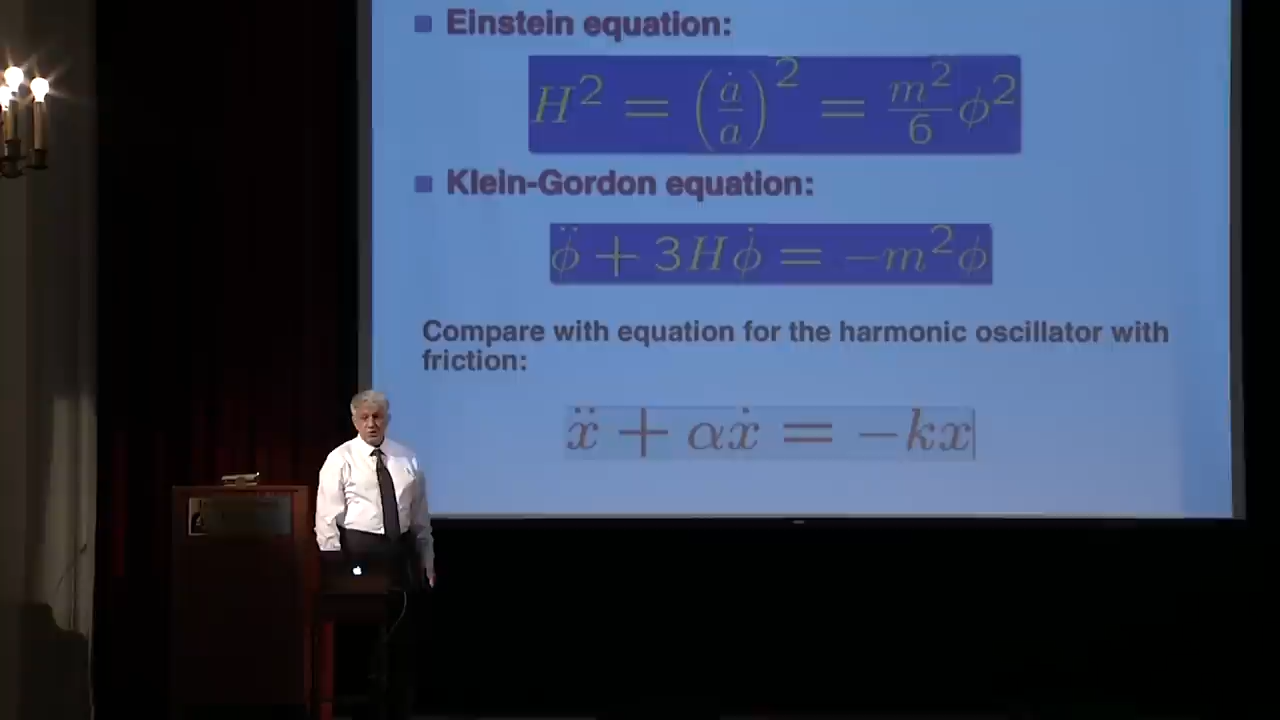 Einstein equation:
H² = (ȧ/a)² = m²/6 ϕ²
Klein-Gordon equation:
ϕ̈ + 3Hϕ̇ = −m²ϕ
Compare with equation for the harmonic oscillator with
friction:
ẍ + αẋ = −kx